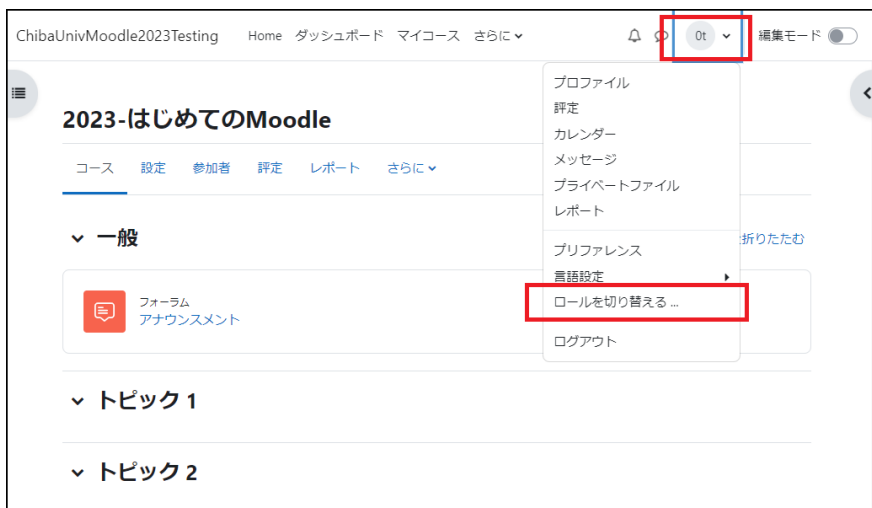 ChibaUnivMoodle2023Testing Home ダッシュボード マイコース さらに 0t 編集モード
プロファイル
評定
カレンダー
メッセージ
プライベートファイル
レポート
プリファレンス
言語設定
ロールを切り替える ...
ログアウト
2023-はじめてのMoodle
コース 設定 参加者 評定 レポート さらに
一般
折りたたむ
フォーラム
アナウンスメント
トピック 1
トピック 2